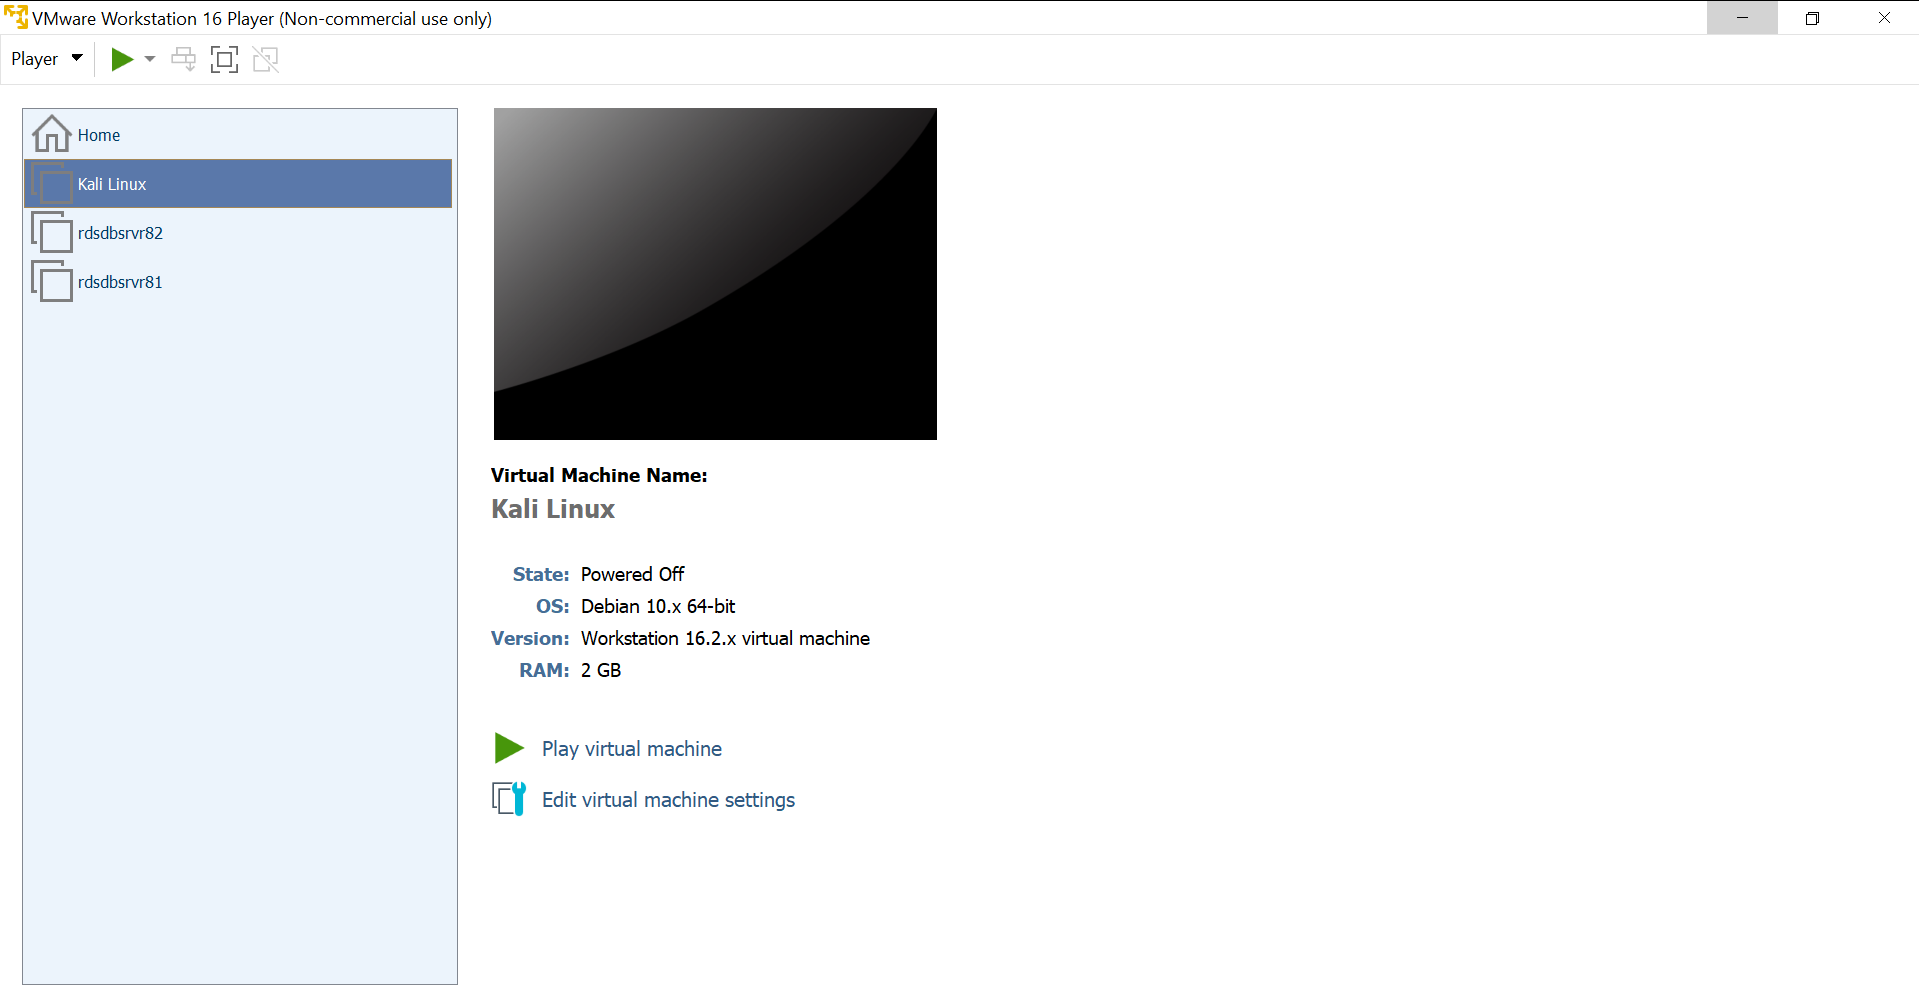 VMware Workstation 16 Player (Non-commercial use only)
Player
Home
Kali Linux
rdsdbsrvr82
rdsdbsrvr81
Virtual Machine Name:
Kali Linux
State: Powered Off
OS: Debian 10.x 64-bit
Version: Workstation 16.2.x virtual machine
RAM: 2 GB
Play virtual machine
Edit virtual machine settings